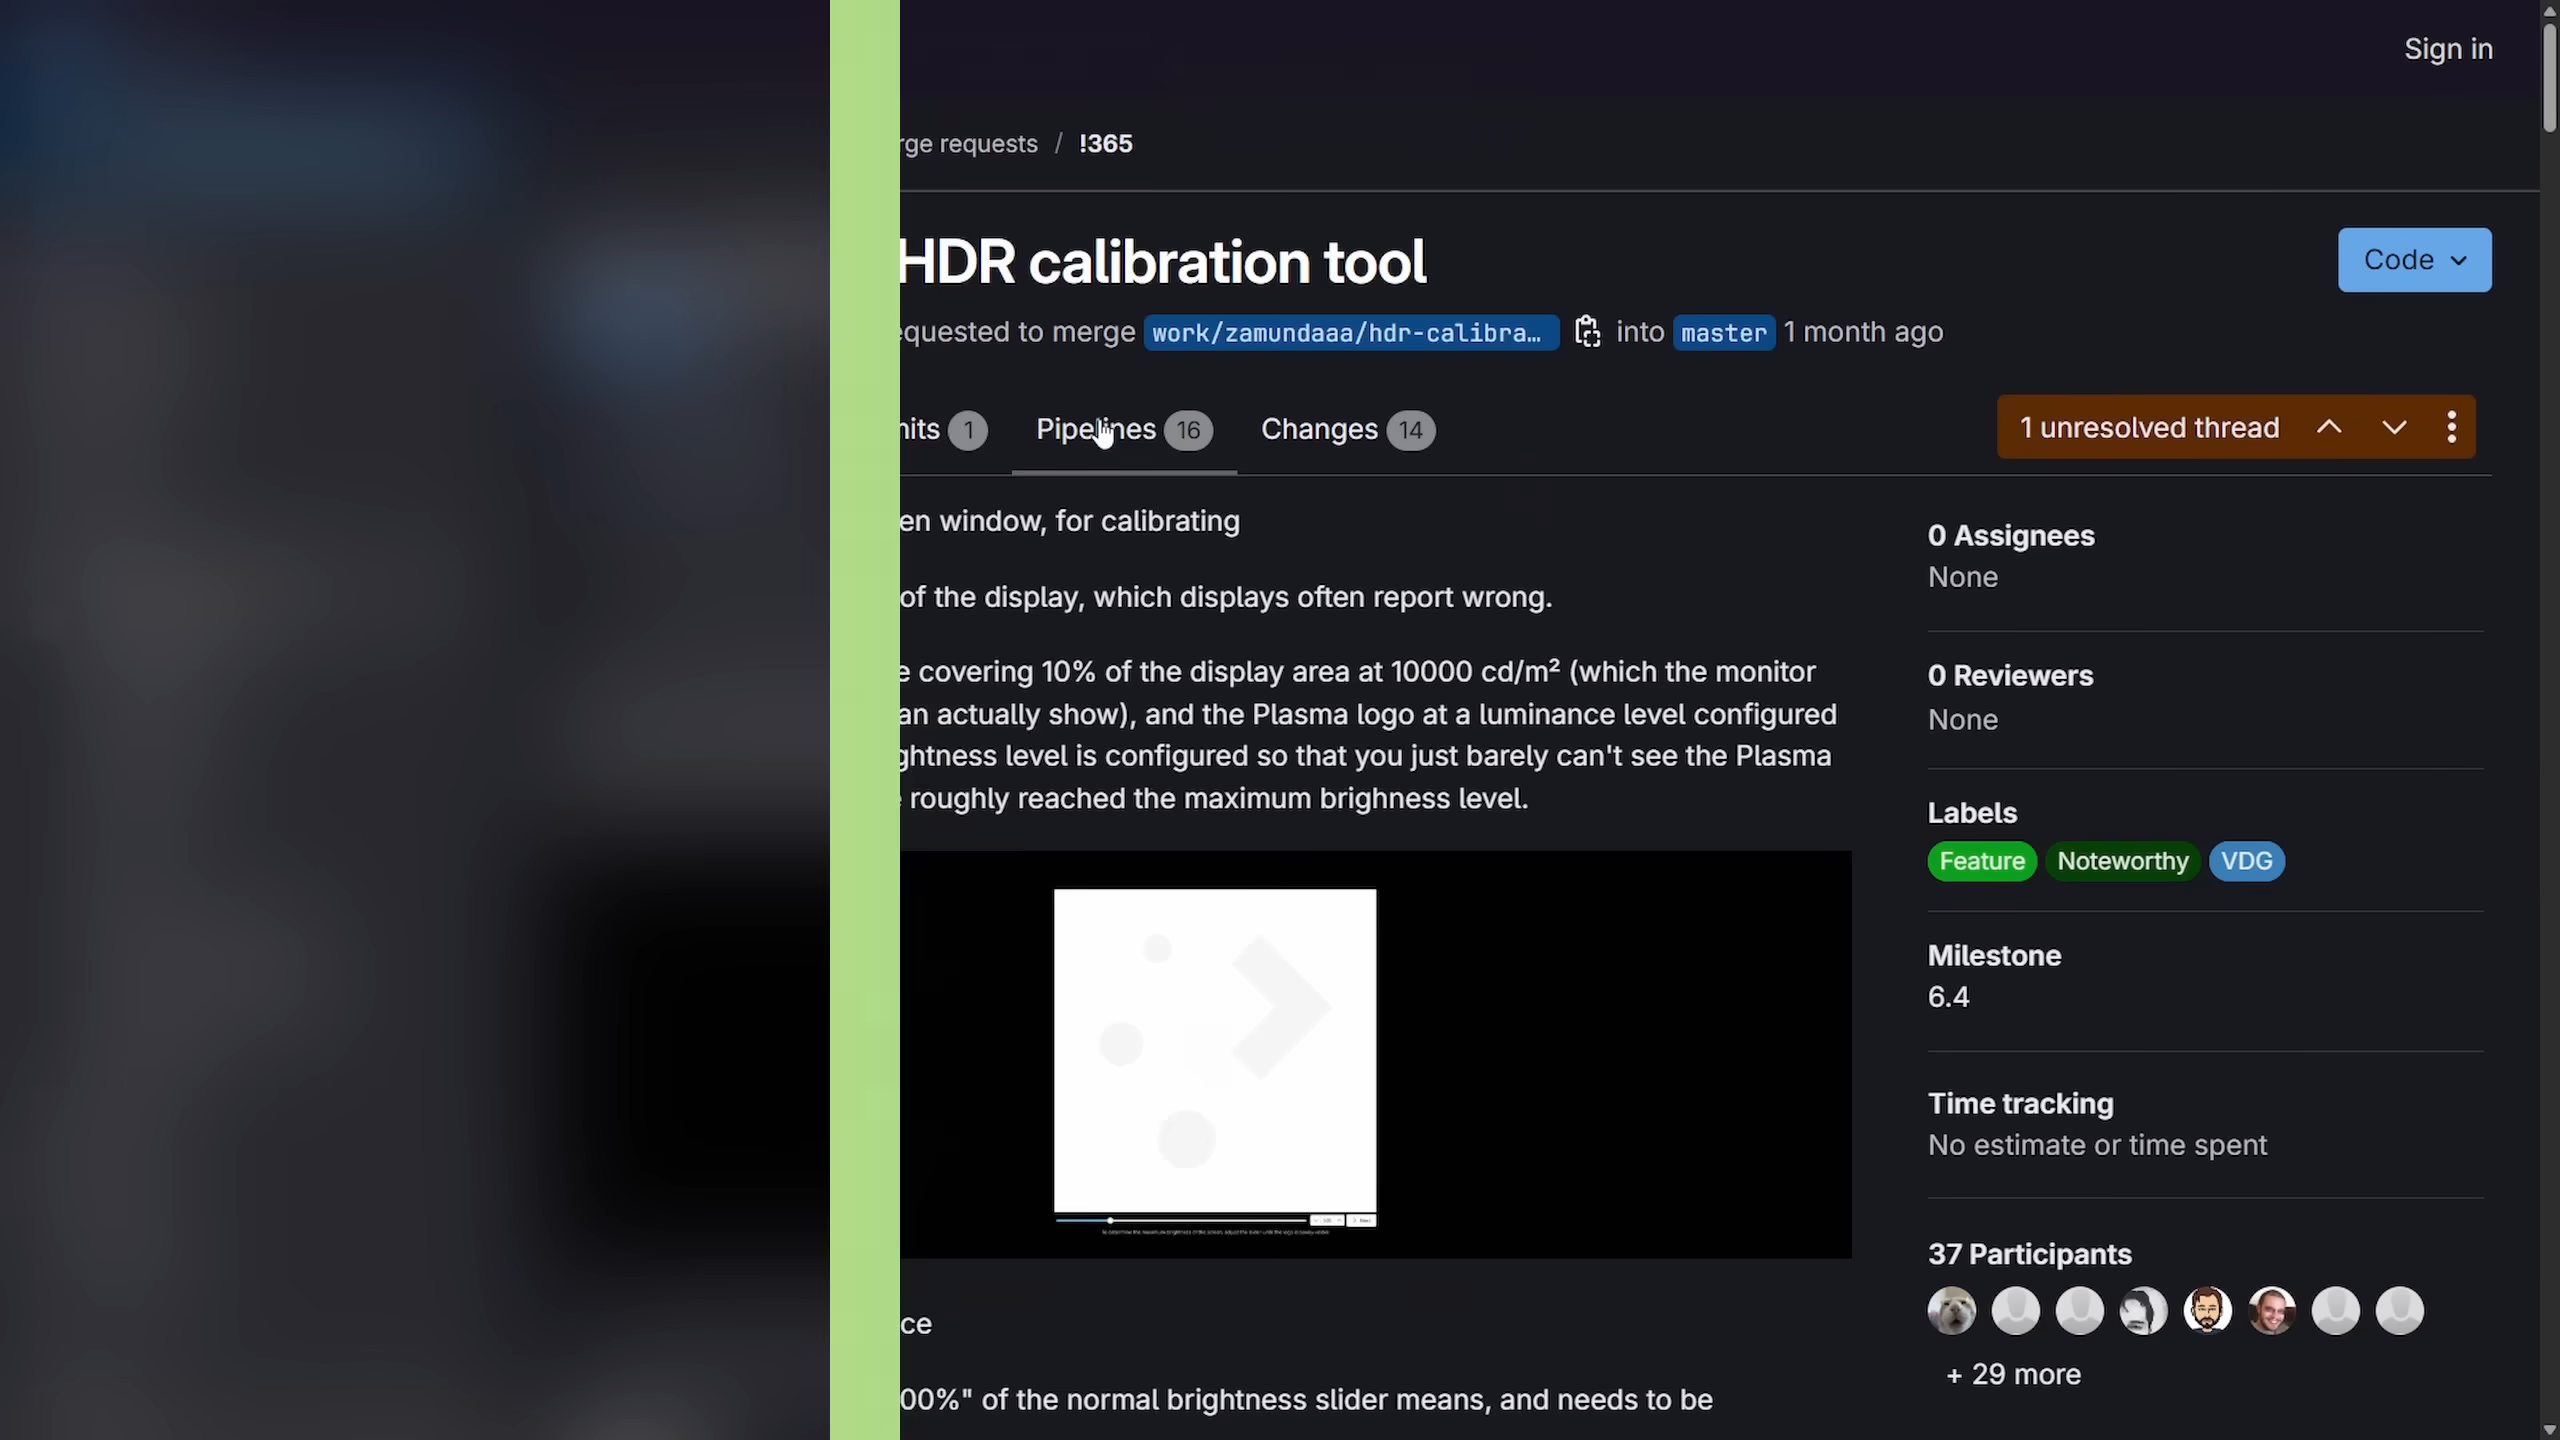 Sign in
rge requests / !365
HDR calibration tool
Code
equested to merge work/zamundaaa/hdr-calibra… into master 1 month ago
nits 1 Pipelines 16 Changes 14
1 unresolved thread
en window, for calibrating
of the display, which displays often report wrong.
e covering 10% of the display area at 10000 cd/m² (which the monitor
an actually show), and the Plasma logo at a luminance level configured
ghtness level is configured so that you just barely can't see the Plasma
roughly reached the maximum brighness level.
ce
00%" of the normal brightness slider means, and needs to be
0 Assignees
None
0 Reviewers
None
Labels
Feature Noteworthy VDG
Milestone
6.4
Time tracking
No estimate or time spent
37 Participants
+ 29 more